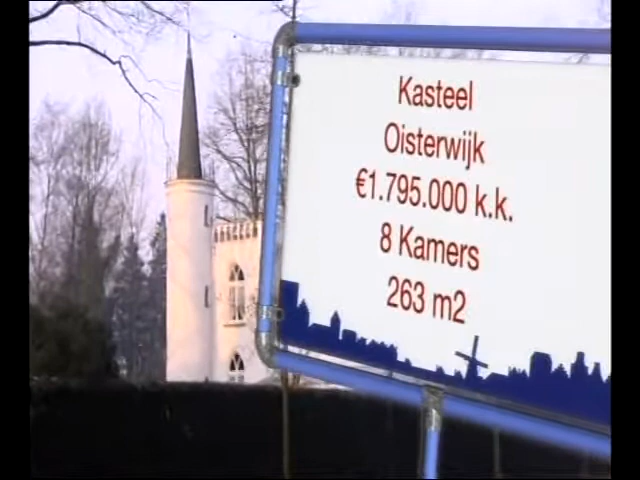 Kasteel
Oisterwijk
€1.795.000 k.k.
8 Kamers
263 m2